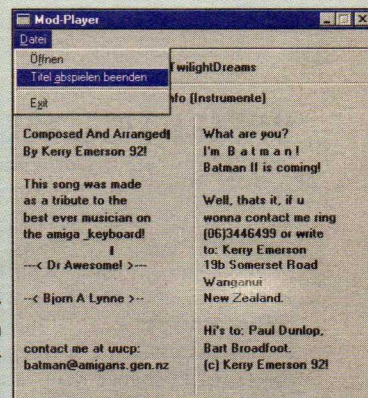 Mod-Player
Datei
Öffnen
Titel abspielen beenden
Exit
TwilightDreams
nfo (Instrumente)
Composed And Arranged
By Kerry Emerson 92!
This song was made
as a tribute to the
best ever musician on
the amiga _keyboard!
---< Dr Awesome! >---
--< Bjorn A Lynne >--
contact me at uucp:
batman@amigans.gen.nz
What are you?
I'm B a t m a n !
Batman II is coming!
Well, thats it, if u
wonna contact me ring
(06)3446499 or write
to: Kerry Emerson
19b Somerset Road
Wanganui
New Zealand.
Hi's to: Paul Dunlop,
Bart Broadfoot.
(c) Kerry Emerson 92!